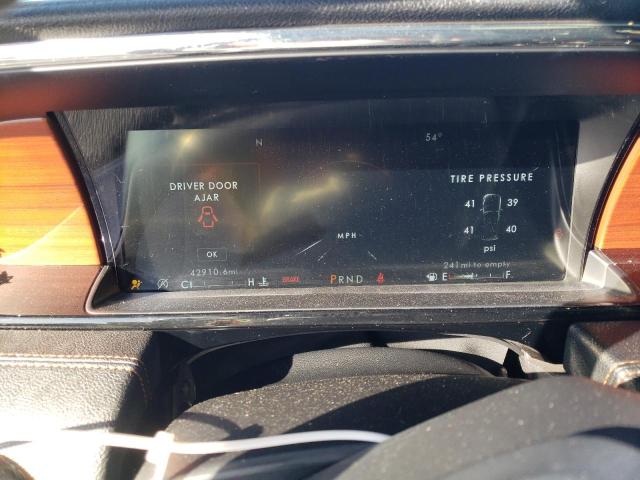 N
54°
DRIVER DOOR
AJAR
OK
TIRE PRESSURE
41 39
41 40
psi
MPH
241 mi to empty
42910.6mi
C H BRAKE PRND E F